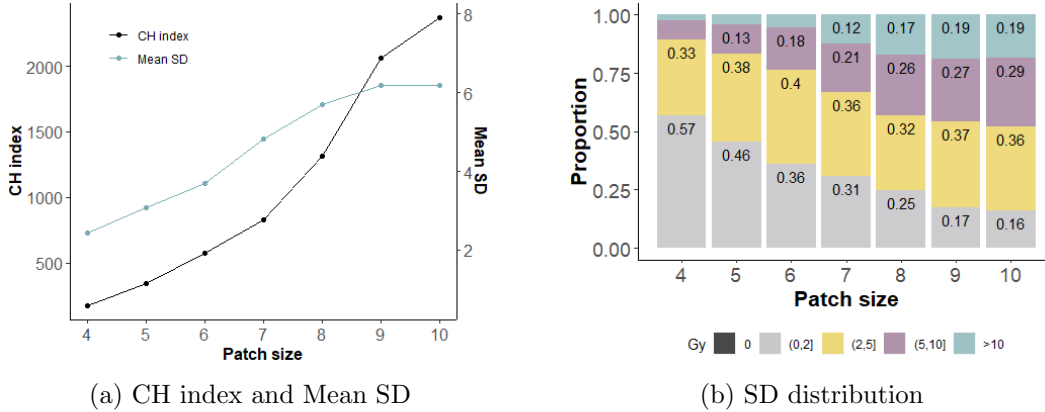 CH index
Mean SD
2000
1500
1000
500
8
6
4
2
CH index
Mean SD
4 5 6 7 8 9 10
Patch size
(a) CH index and Mean SD
1.00
0.75
0.50
0.25
0.00
Proportion
0.12 0.17 0.19 0.19
0.13 0.18 0.21 0.26 0.27 0.29
0.33 0.38 0.4 0.36 0.32 0.37 0.36
0.57 0.46 0.36 0.31 0.25 0.17 0.16
4 5 6 7 8 9 10
Patch size
Gy 0 (0,2] (2,5] (5,10] >10
(b) SD distribution